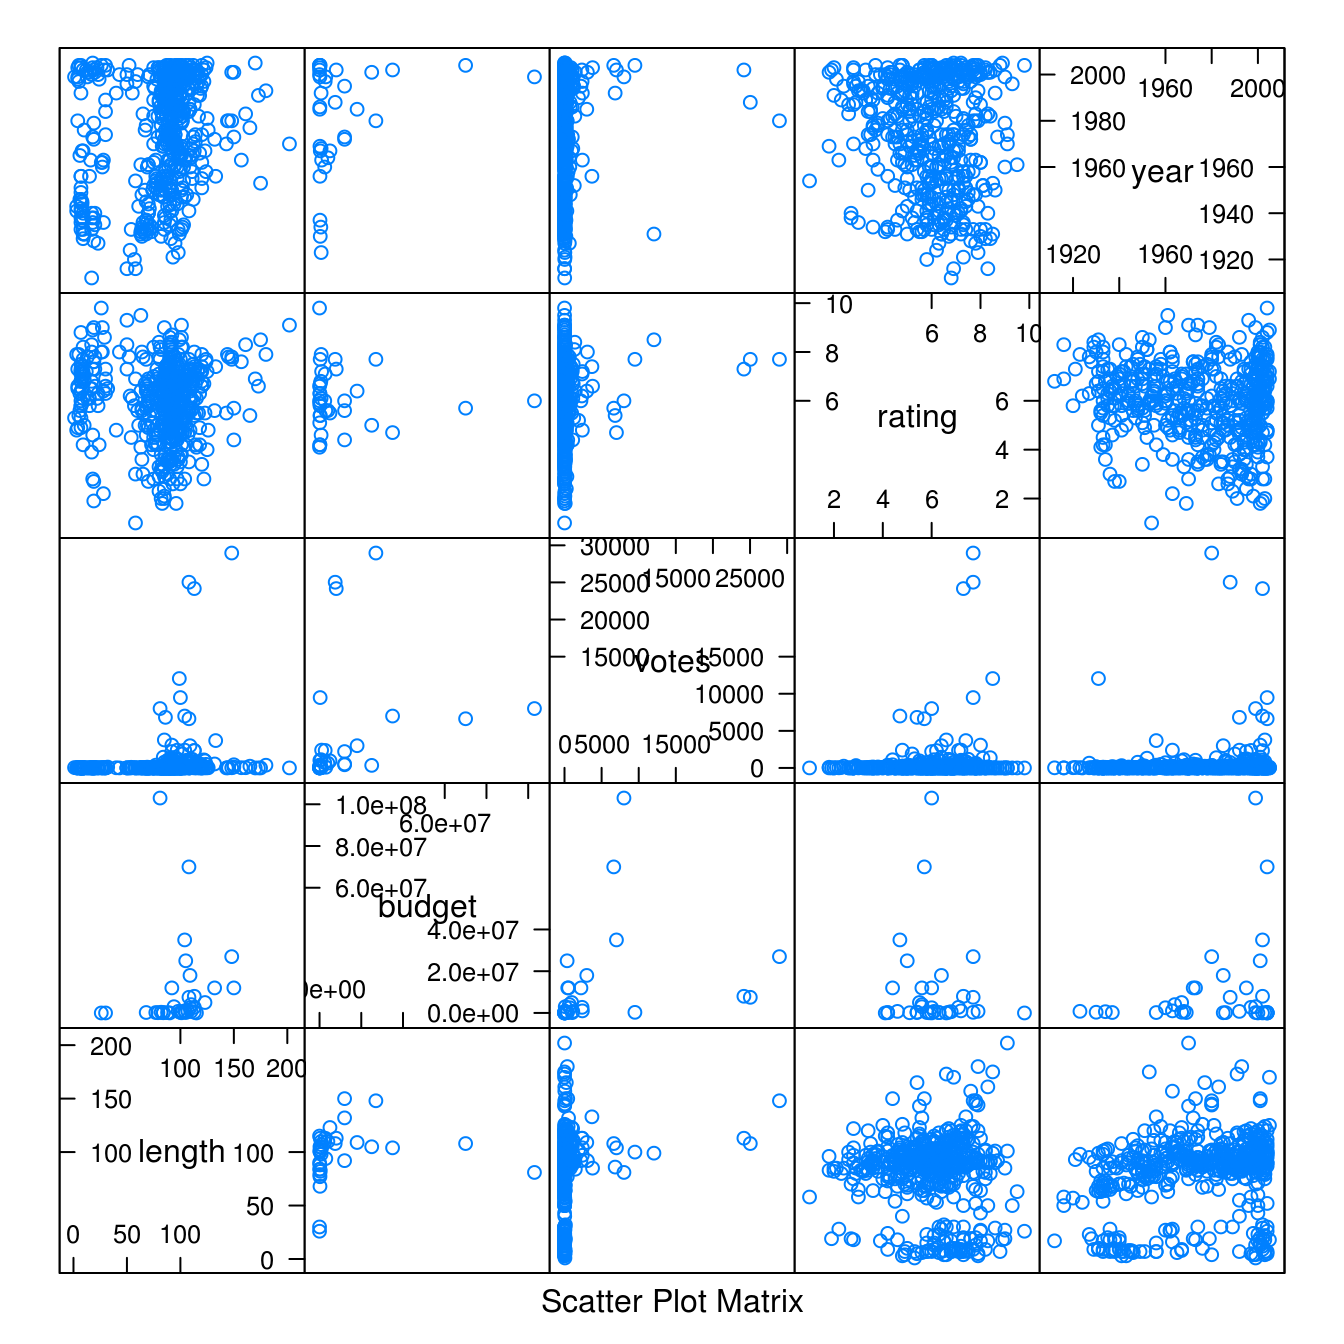 2000 1960 2000
1980
1960 year 1960
1940
1920 1960 1920
10 6 8 10
8
6 rating 6
4
2 4 6 2
30000
25000 15000 25000
20000
15000 votes 15000
10000
5000
0 5000 15000
0
1.0e+08
6.0e+07
8.0e+07
6.0e+07
budget
4.0e+07
2.0e+07
0e+00
0.0e+00
200
100 150 200
150
100 length 100
50
0 50 100
0
Scatter Plot Matrix